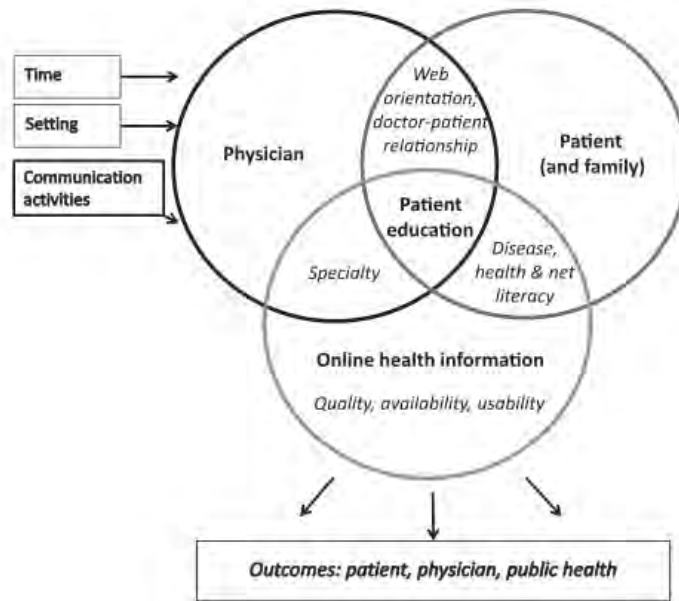 Time
Setting
Communication
activities
Physician
Web
orientation,
doctor-patient
relationship
Patient
(and family)
Patient
education
Specialty
Disease,
health & net
literacy
Online health information
Quality, availability, usability
Outcomes: patient, physician, public health